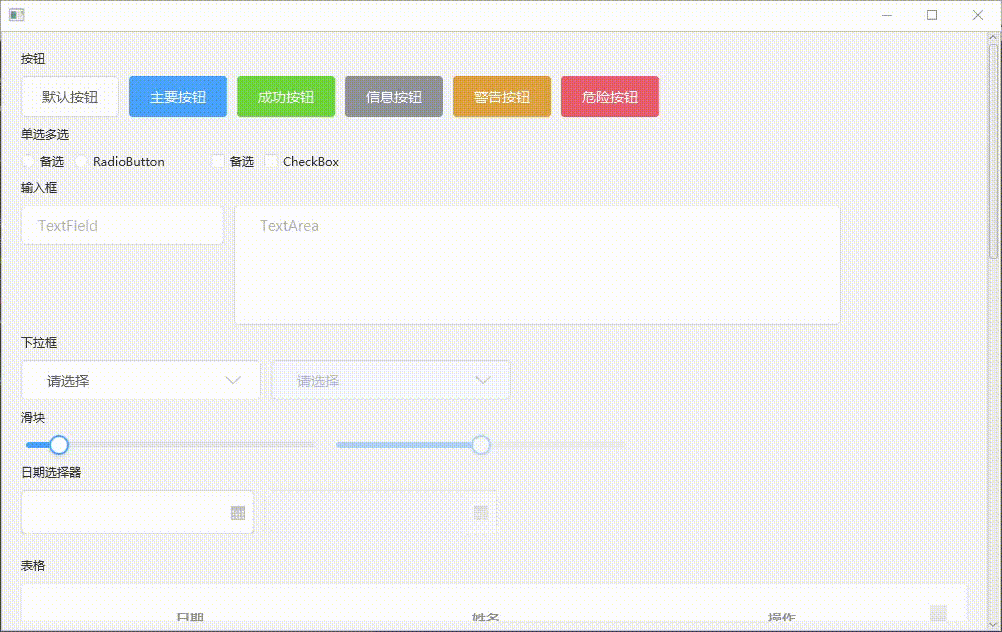 按钮
默认按钮 主要按钮 成功按钮 信息按钮 警告按钮 危险按钮
单选多选
备选 RadioButton 备选 CheckBox
输入框
TextField TextArea
下拉框
请选择 请选择
滑块
日期选择器
表格
日期 姓名 操作